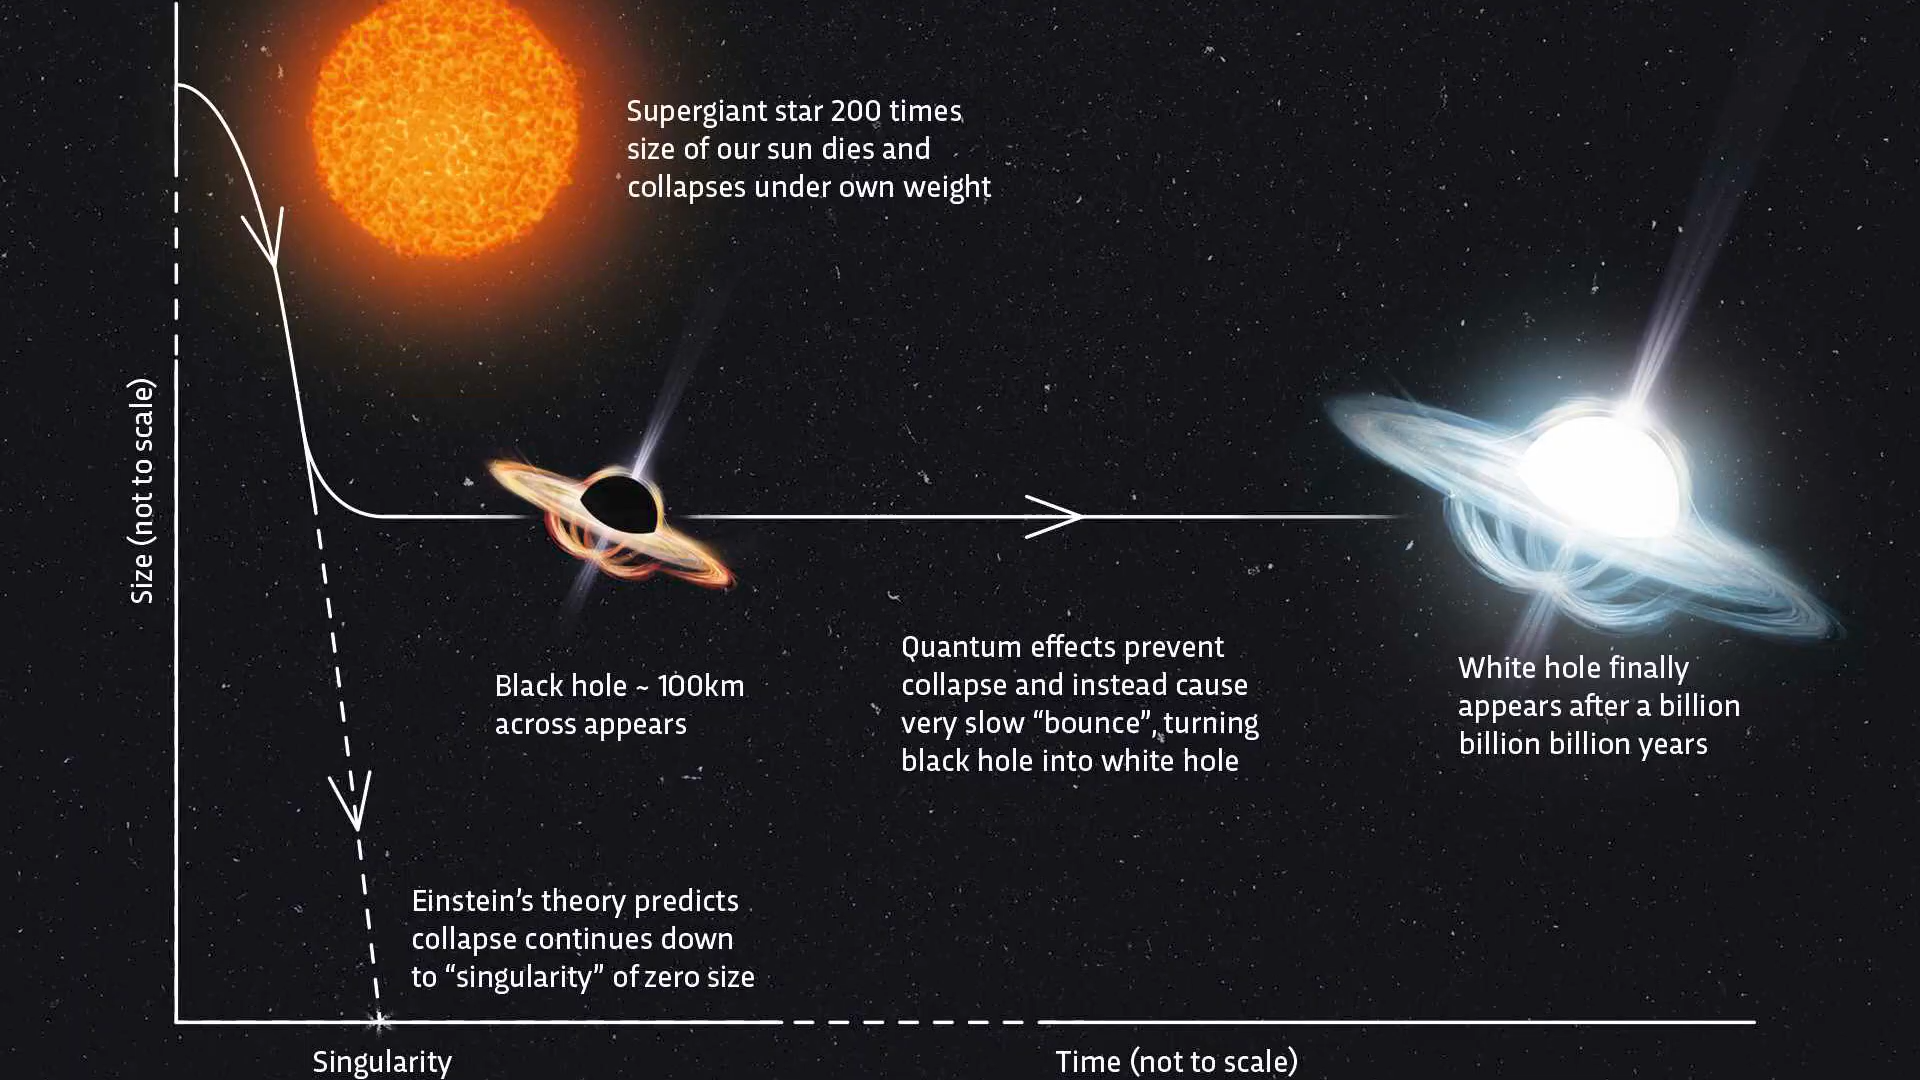 Supergiant star 200 times
size of our sun dies and
collapses under own weight
Size (not to scale)
Black hole ~ 100km
across appears
Quantum effects prevent
collapse and instead cause
very slow “bounce”, turning
black hole into white hole
White hole finally
appears after a billion
billion billion years
Einstein’s theory predicts
collapse continues down
to “singularity” of zero size
Singularity
Time (not to scale)